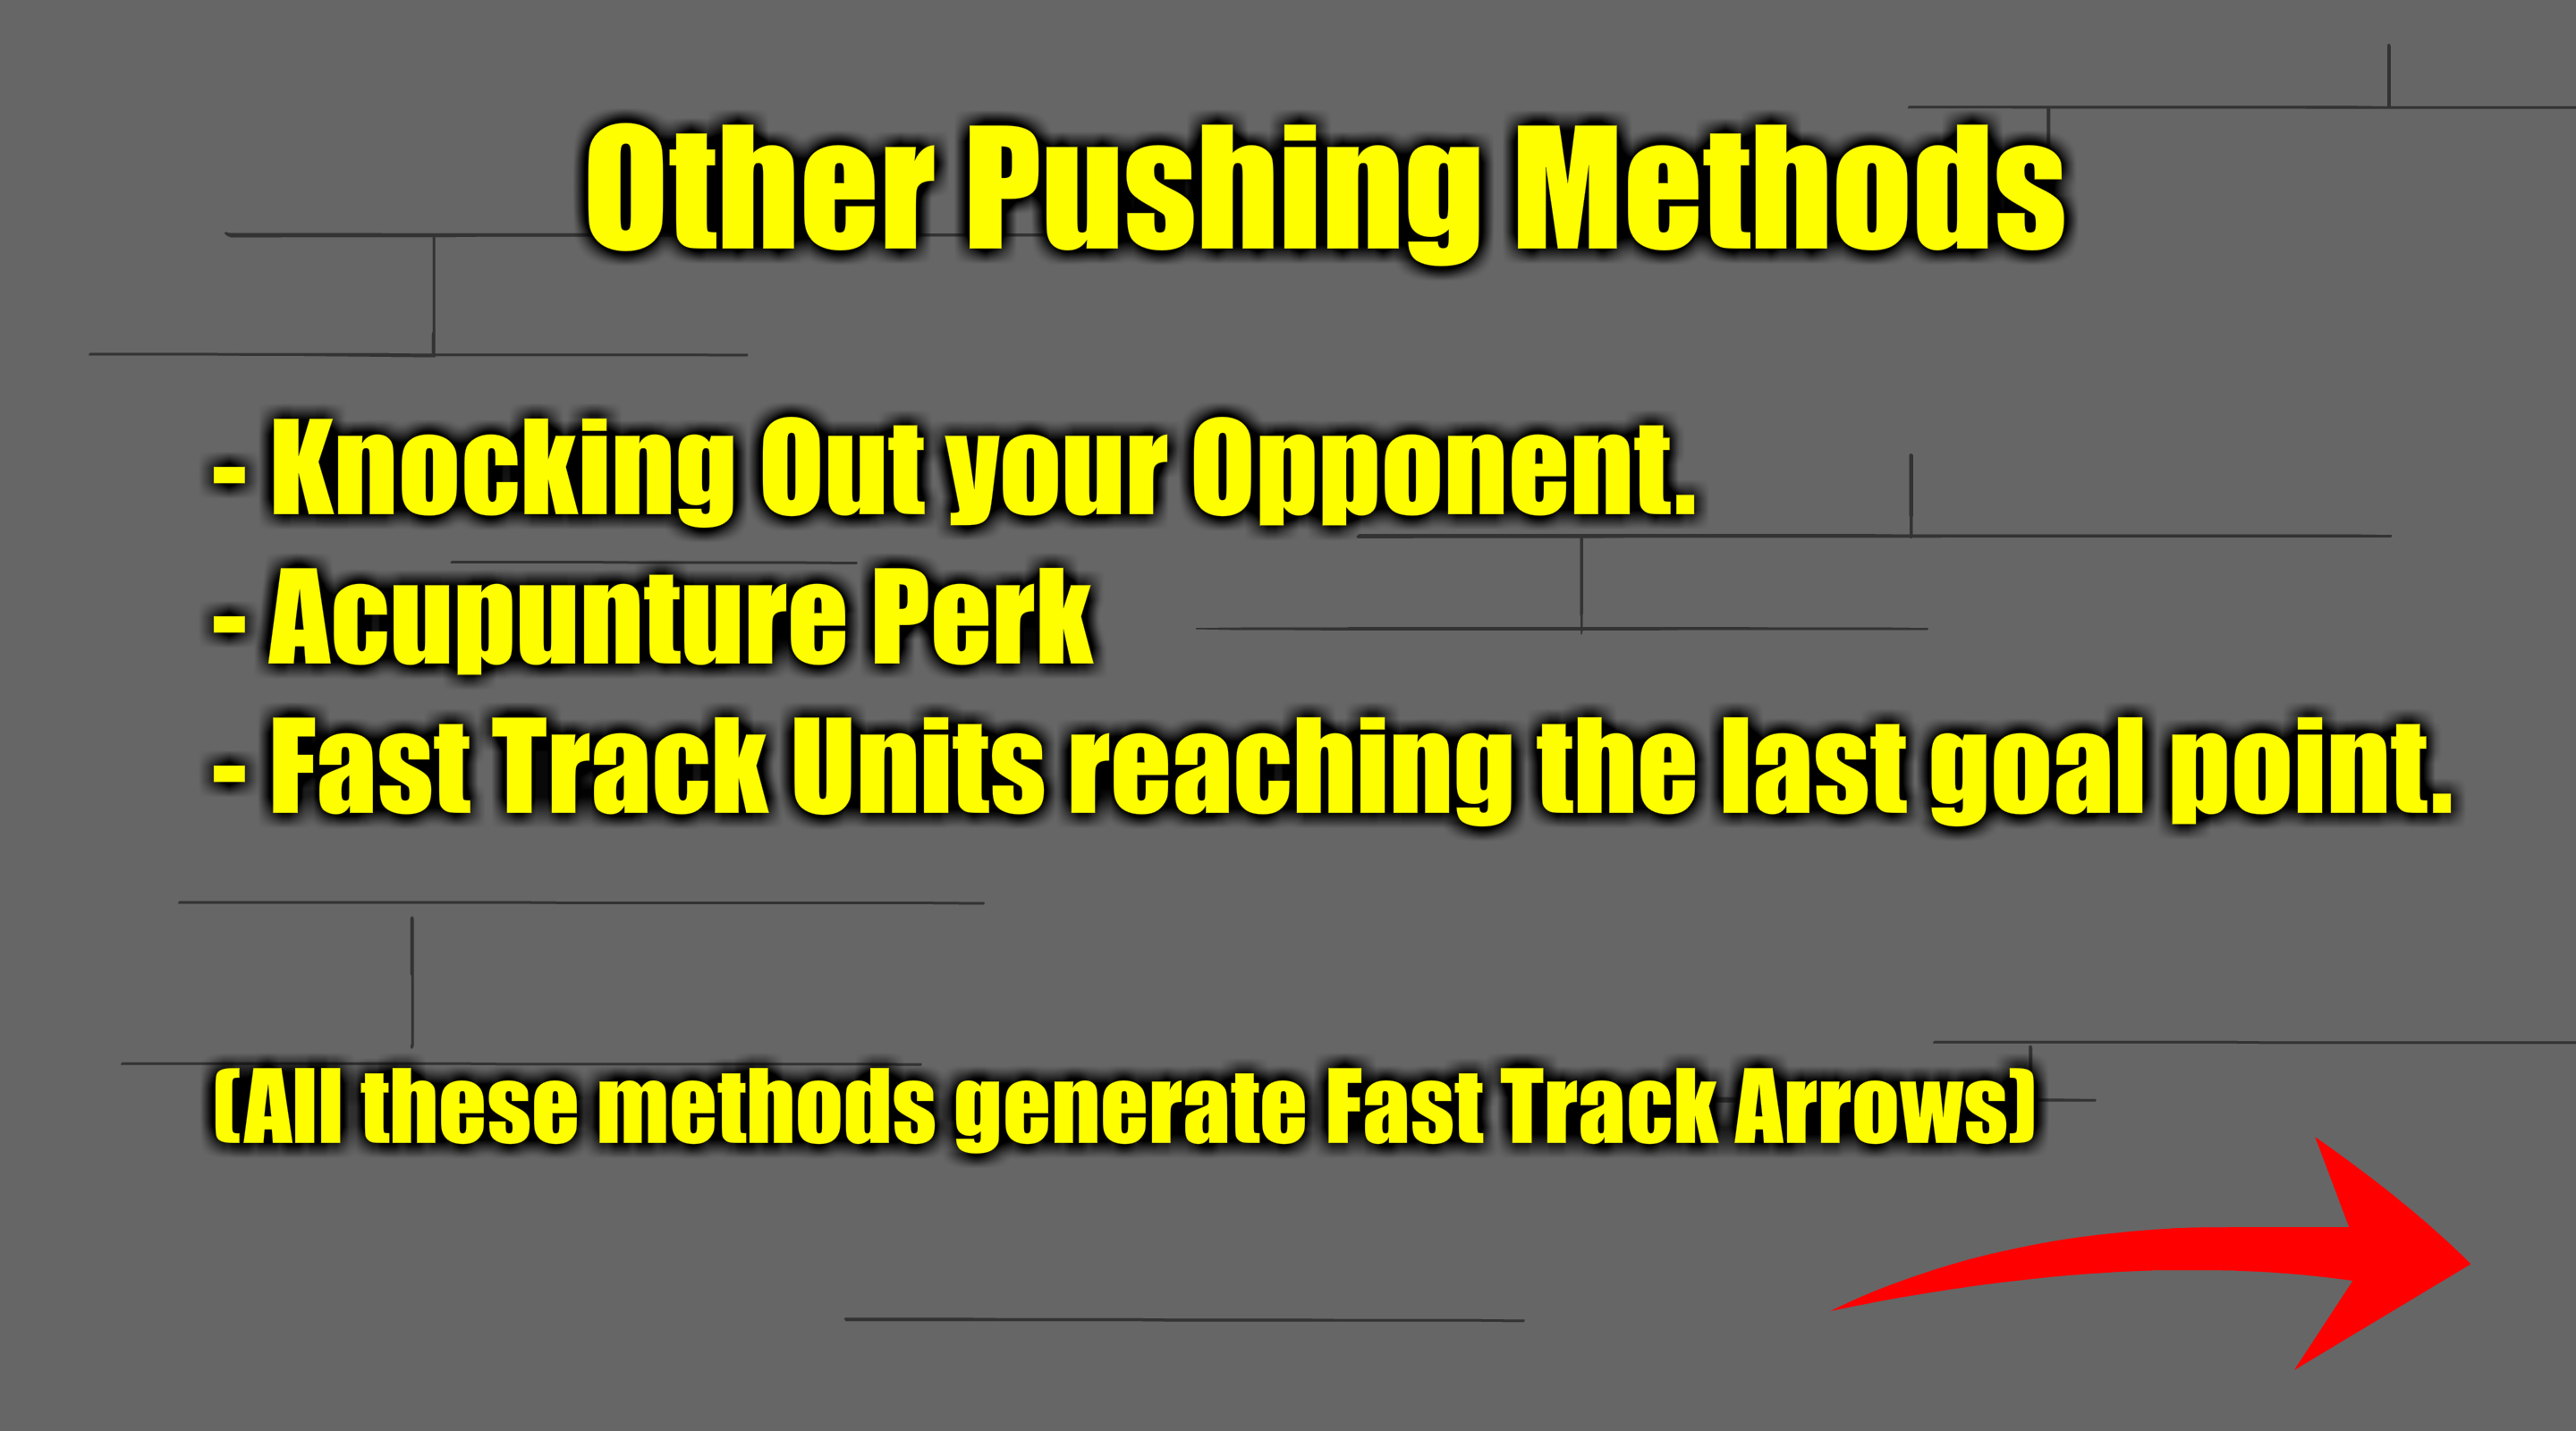 Other Pushing Methods
- Knocking Out your Opponent.
- Acupunture Perk
- Fast Track Units reaching the last goal point.
(All these methods generate Fast Track Arrows)